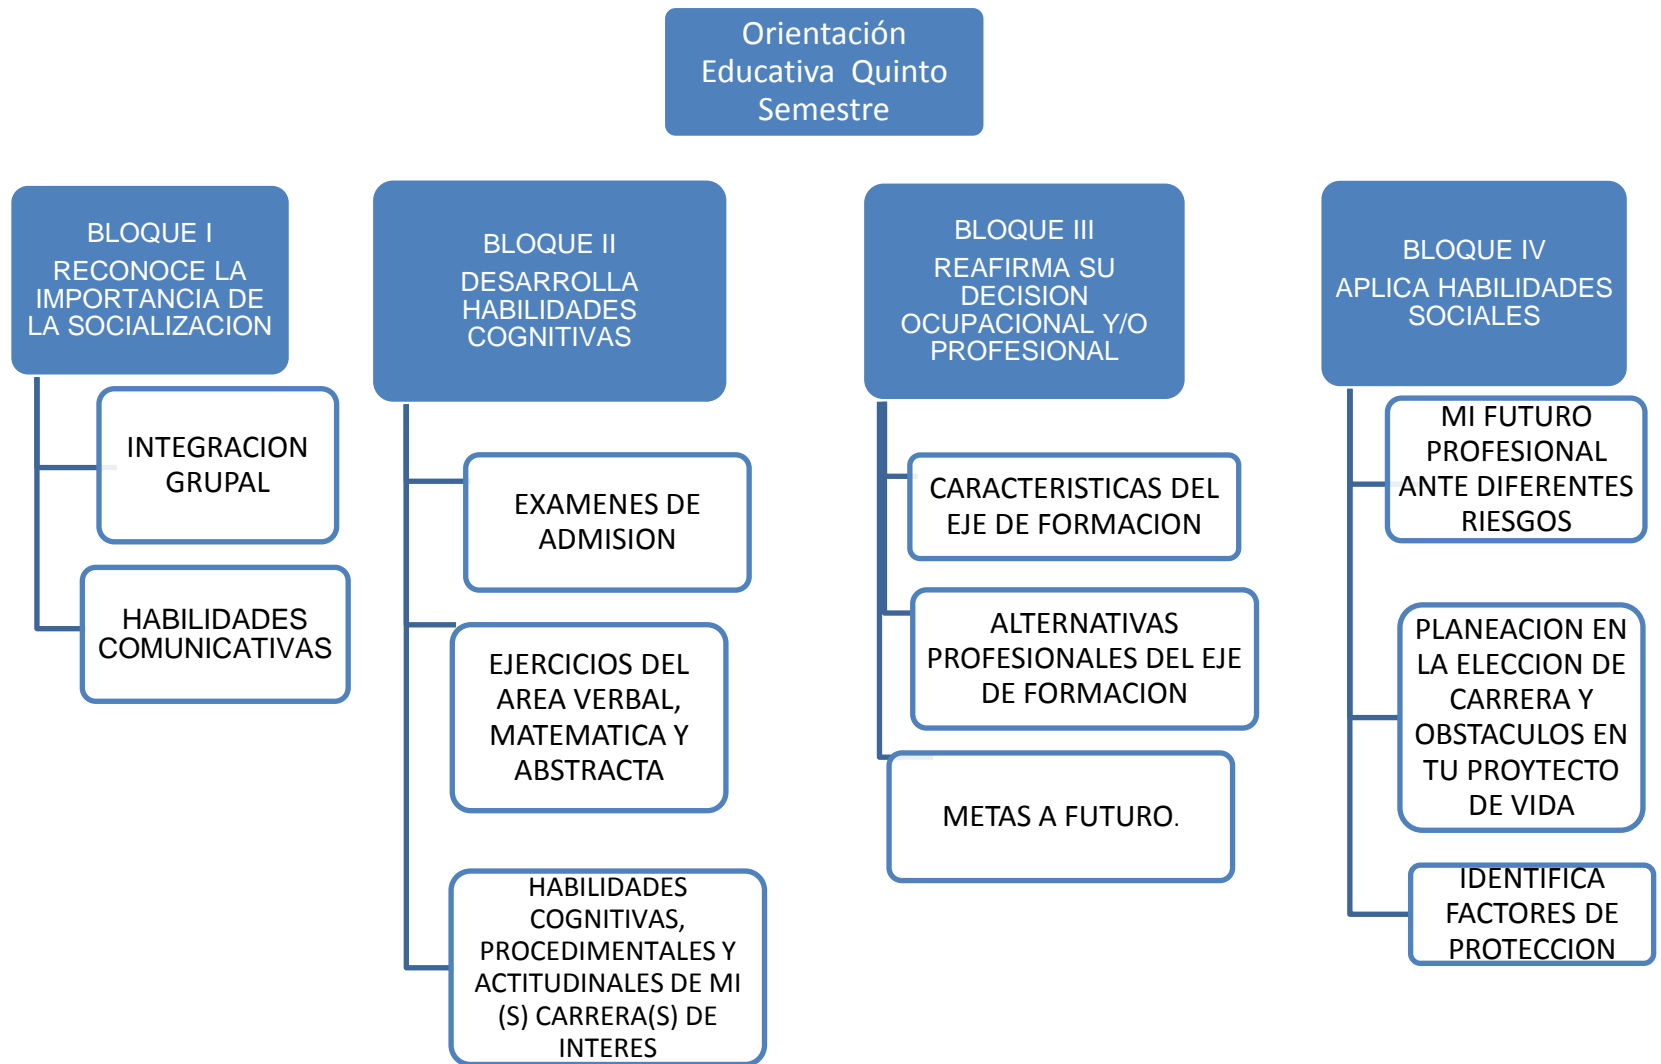 Orientación
Educativa Quinto
Semestre
BLOQUE I
RECONOCE LA
IMPORTANCIA DE
LA SOCIALIZACION
INTEGRACION
GRUPAL
HABILIDADES
COMUNICATIVAS
BLOQUE II
DESARROLLA
HABILIDADES
COGNITIVAS
EXAMENES DE
ADMISION
EJERCICIOS DEL
AREA VERBAL,
MATEMATICA Y
ABSTRACTA
HABILIDADES
COGNITIVAS,
PROCEDIMENTALES Y
ACTITUDINALES DE MI
(S) CARRERA(S) DE
INTERES
BLOQUE III
REAFIRMA SU
DECISION
OCUPACIONAL Y/O
PROFESIONAL
CARACTERISTICAS DEL
EJE DE FORMACION
ALTERNATIVAS
PROFESIONALES DEL EJE
DE FORMACION
METAS A FUTURO.
BLOQUE IV
APLICA HABILIDADES
SOCIALES
MI FUTURO
PROFESIONAL
ANTE DIFERENTES
RIESGOS
PLANEACION EN
LA ELECCION DE
CARRERA Y
OBSTACULOS EN
TU PROYTECTO
DE VIDA
IDENTIFICA
FACTORES DE
PROTECCION